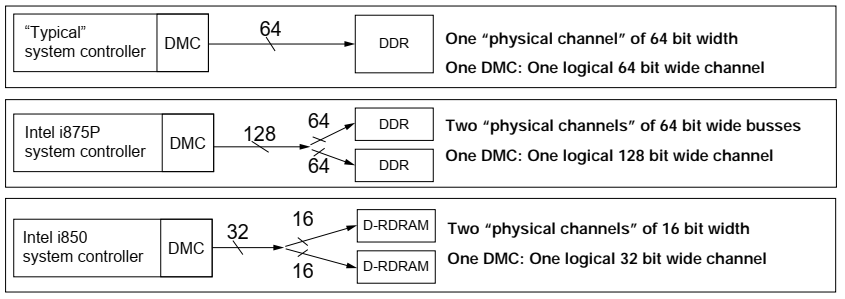 “Typical”
system controller
DMC
64
DDR
One “physical channel” of 64 bit width
One DMC: One logical 64 bit wide channel
Intel i875P
system controller
DMC
128
64
64
DDR
DDR
Two “physical channels” of 64 bit wide busses
One DMC: One logical 128 bit wide channel
Intel i850
system controller
DMC
32
16
16
D-RDRAM
D-RDRAM
Two “physical channels” of 16 bit width
One DMC: One logical 32 bit wide channel